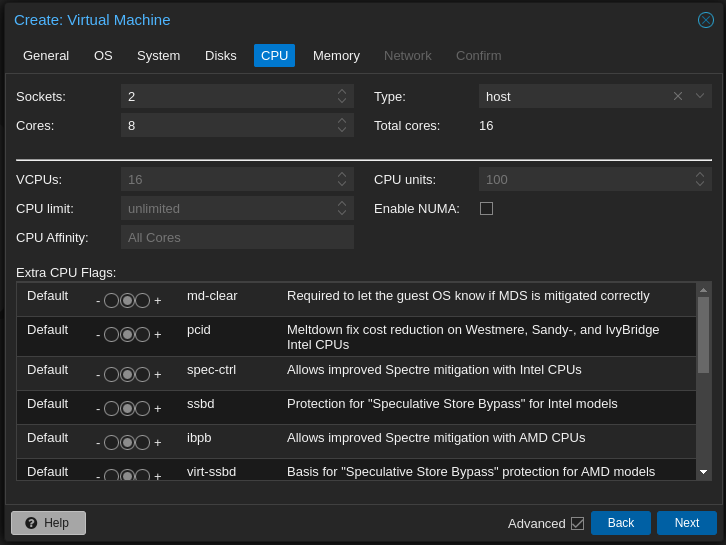 Create: Virtual Machine
General OS System Disks CPU Memory Network Confirm
Sockets: 2 Type: host
Cores: 8 Total cores: 16
VCPUs: 16 CPU units: 100
CPU limit: unlimited Enable NUMA:
CPU Affinity: All Cores
Extra CPU Flags:
Default - + md-clear Required to let the guest OS know if MDS is mitigated correctly
Default - + pcid Meltdown fix cost reduction on Westmere, Sandy-, and IvyBridge
Intel CPUs
Default - + spec-ctrl Allows improved Spectre mitigation with Intel CPUs
Default - + ssbd Protection for "Speculative Store Bypass" for Intel models
Default - + ibpb Allows improved Spectre mitigation with AMD CPUs
Default - + virt-ssbd Basis for "Speculative Store Bypass" protection for AMD models
? Help Advanced Back Next